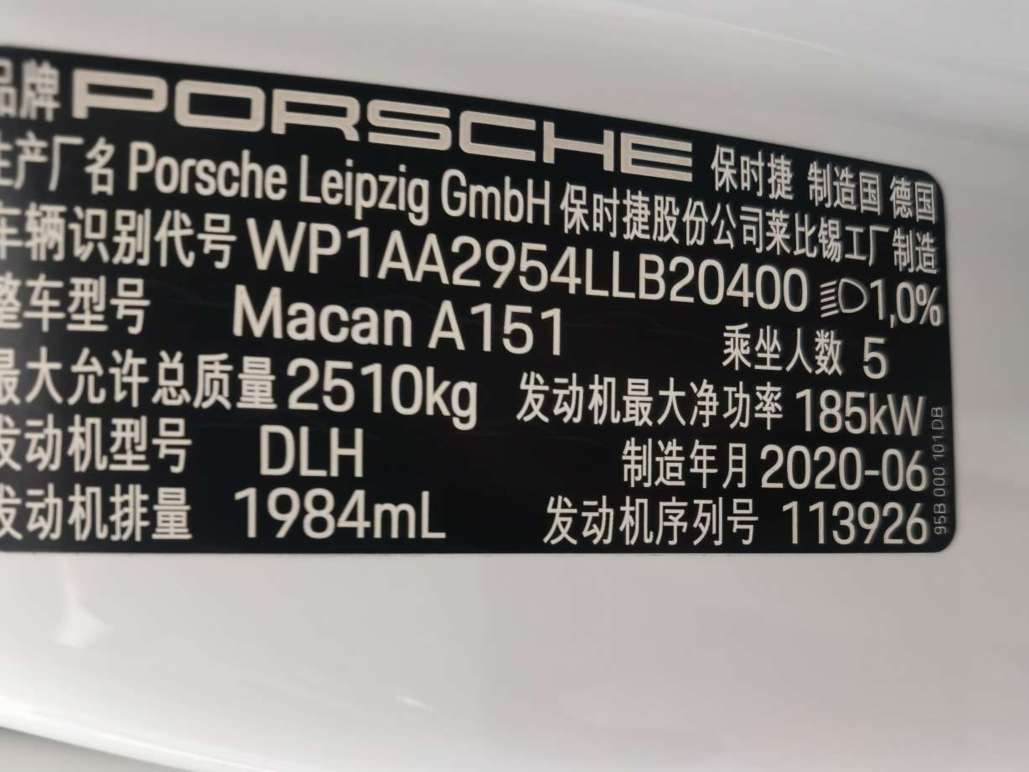 品牌 PORSCHE 保时捷 制造国 德国
生产厂名 Porsche Leipzig GmbH 保时捷股份公司莱比锡工厂制造
车辆识别代号 WP1AA2954LLB20400 1,0%
整车型号 Macan A151 乘坐人数 5
最大允许总质量 2510kg 发动机最大净功率 185kW
发动机型号 DLH 制造年月 2020-06
发动机排量 1984mL 发动机序列号 113926
95B 000 101 DB